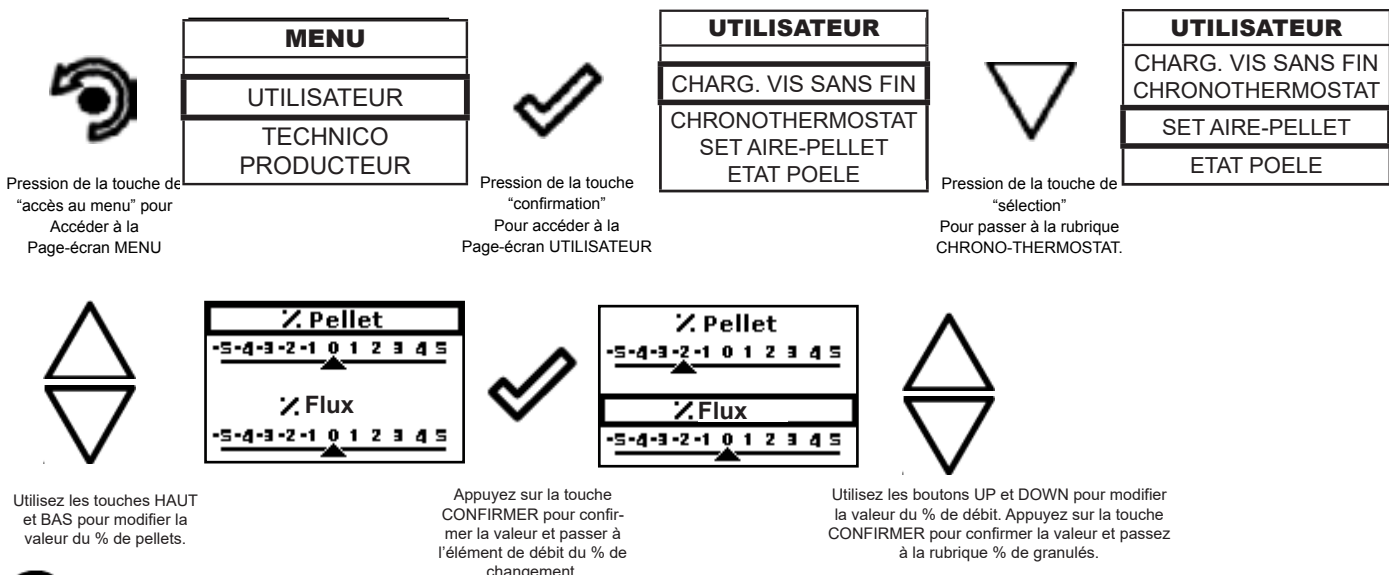 MENU
UTILISATEUR
TECHNICO
PRODUCTEUR
Pression de la touche de
“accès au menu” pour
Accéder à la
Page-écran MENU
UTILISATEUR
CHARG. VIS SANS FIN
CHRONOTHERMOSTAT
SET AIRE-PELLET
ETAT POELE
Pression de la touche
“confirmation”
Pour accéder à la
Page-écran UTILISATEUR
UTILISATEUR
CHARG. VIS SANS FIN
CHRONOTHERMOSTAT
SET AIRE-PELLET
ETAT POELE
Pression de la touche de
“sélection”
Pour passer à la rubrique
CHRONO-THERMOSTAT.
% Pellet
-5-4-3-2-1 0 1 2 3 4 5
% Flux
-5-4-3-2-1 0 1 2 3 4 5
Utilisez les touches HAUT
et BAS pour modifier la
valeur du % de pellets.
% Pellet
-5-4-3-2-1 0 1 2 3 4 5
% Flux
-5-4-3-2-1 0 1 2 3 4 5
Appuyez sur la touche
CONFIRMER pour confir-
mer la valeur et passer à
l’élément de débit du % de
changement
Utilisez les boutons UP et DOWN pour modifier
la valeur du % de débit. Appuyez sur la touche
CONFIRMER pour confirmer la valeur et passez
à la rubrique % de granulés.